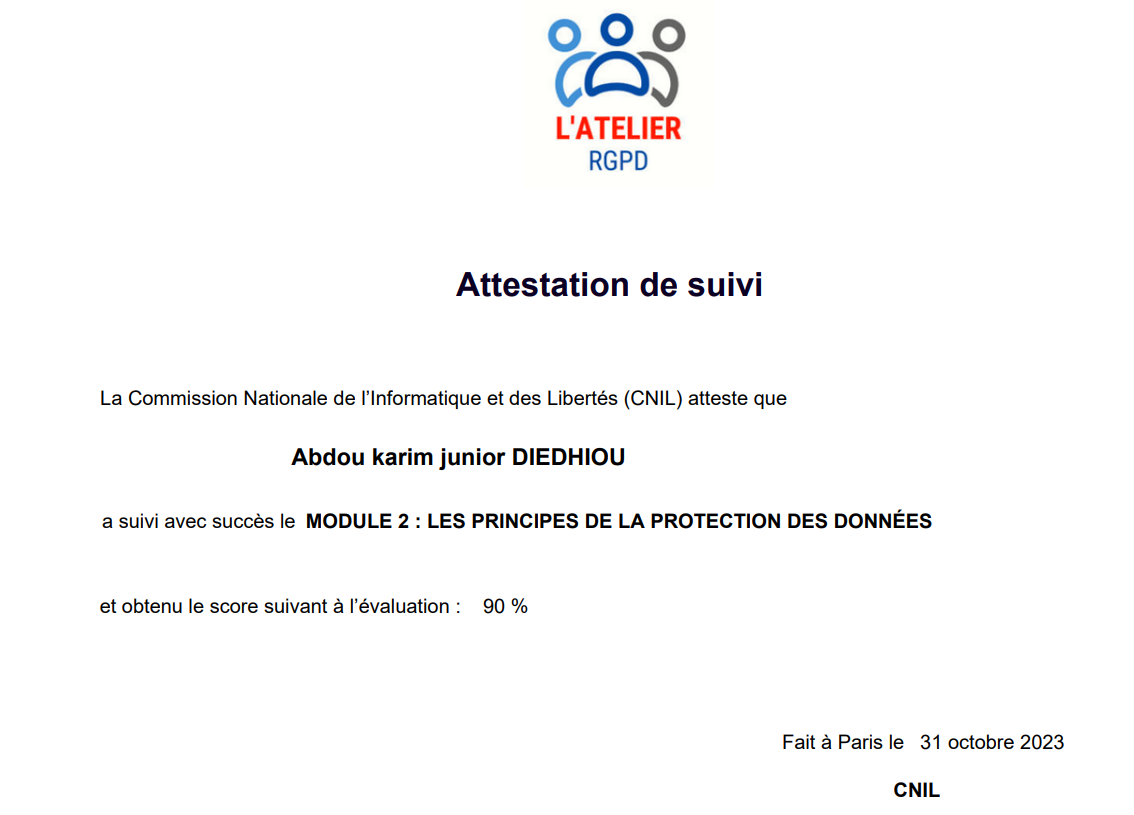 L'ATELIER
RGPD
Attestation de suivi
La Commission Nationale de l’Informatique et des Libertés (CNIL) atteste que
Abdou karim junior DIEDHIOU
a suivi avec succès le MODULE 2 : LES PRINCIPES DE LA PROTECTION DES DONNÉES
et obtenu le score suivant à l’évaluation : 90 %
Fait à Paris le 31 octobre 2023
CNIL